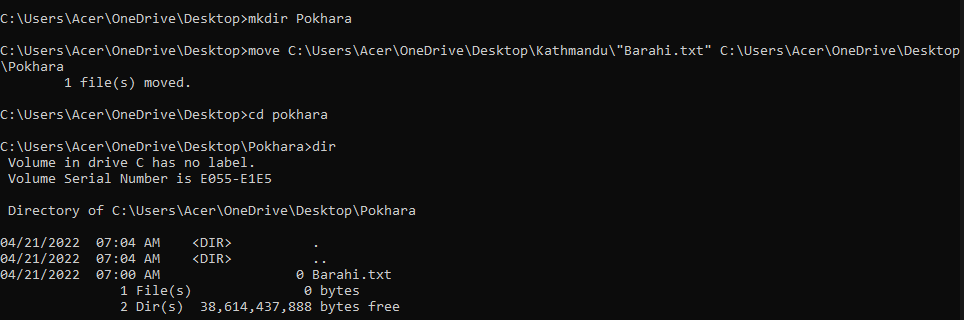 C:\Users\Acer\OneDrive\Desktop>mkdir Pokhara
C:\Users\Acer\OneDrive\Desktop>move C:\Users\Acer\OneDrive\Desktop\Kathmandu\"Barahi.txt" C:\Users\Acer\OneDrive\Desktop
\Pokhara
        1 file(s) moved.
C:\Users\Acer\OneDrive\Desktop>cd pokhara
C:\Users\Acer\OneDrive\Desktop\Pokhara>dir
 Volume in drive C has no label.
 Volume Serial Number is E055-E1E5
 Directory of C:\Users\Acer\OneDrive\Desktop\Pokhara
04/21/2022  07:04 AM    <DIR>          .
04/21/2022  07:04 AM    <DIR>          ..
04/21/2022  07:00 AM                 0 Barahi.txt
               1 File(s)              0 bytes
               2 Dir(s)  38,614,437,888 bytes free